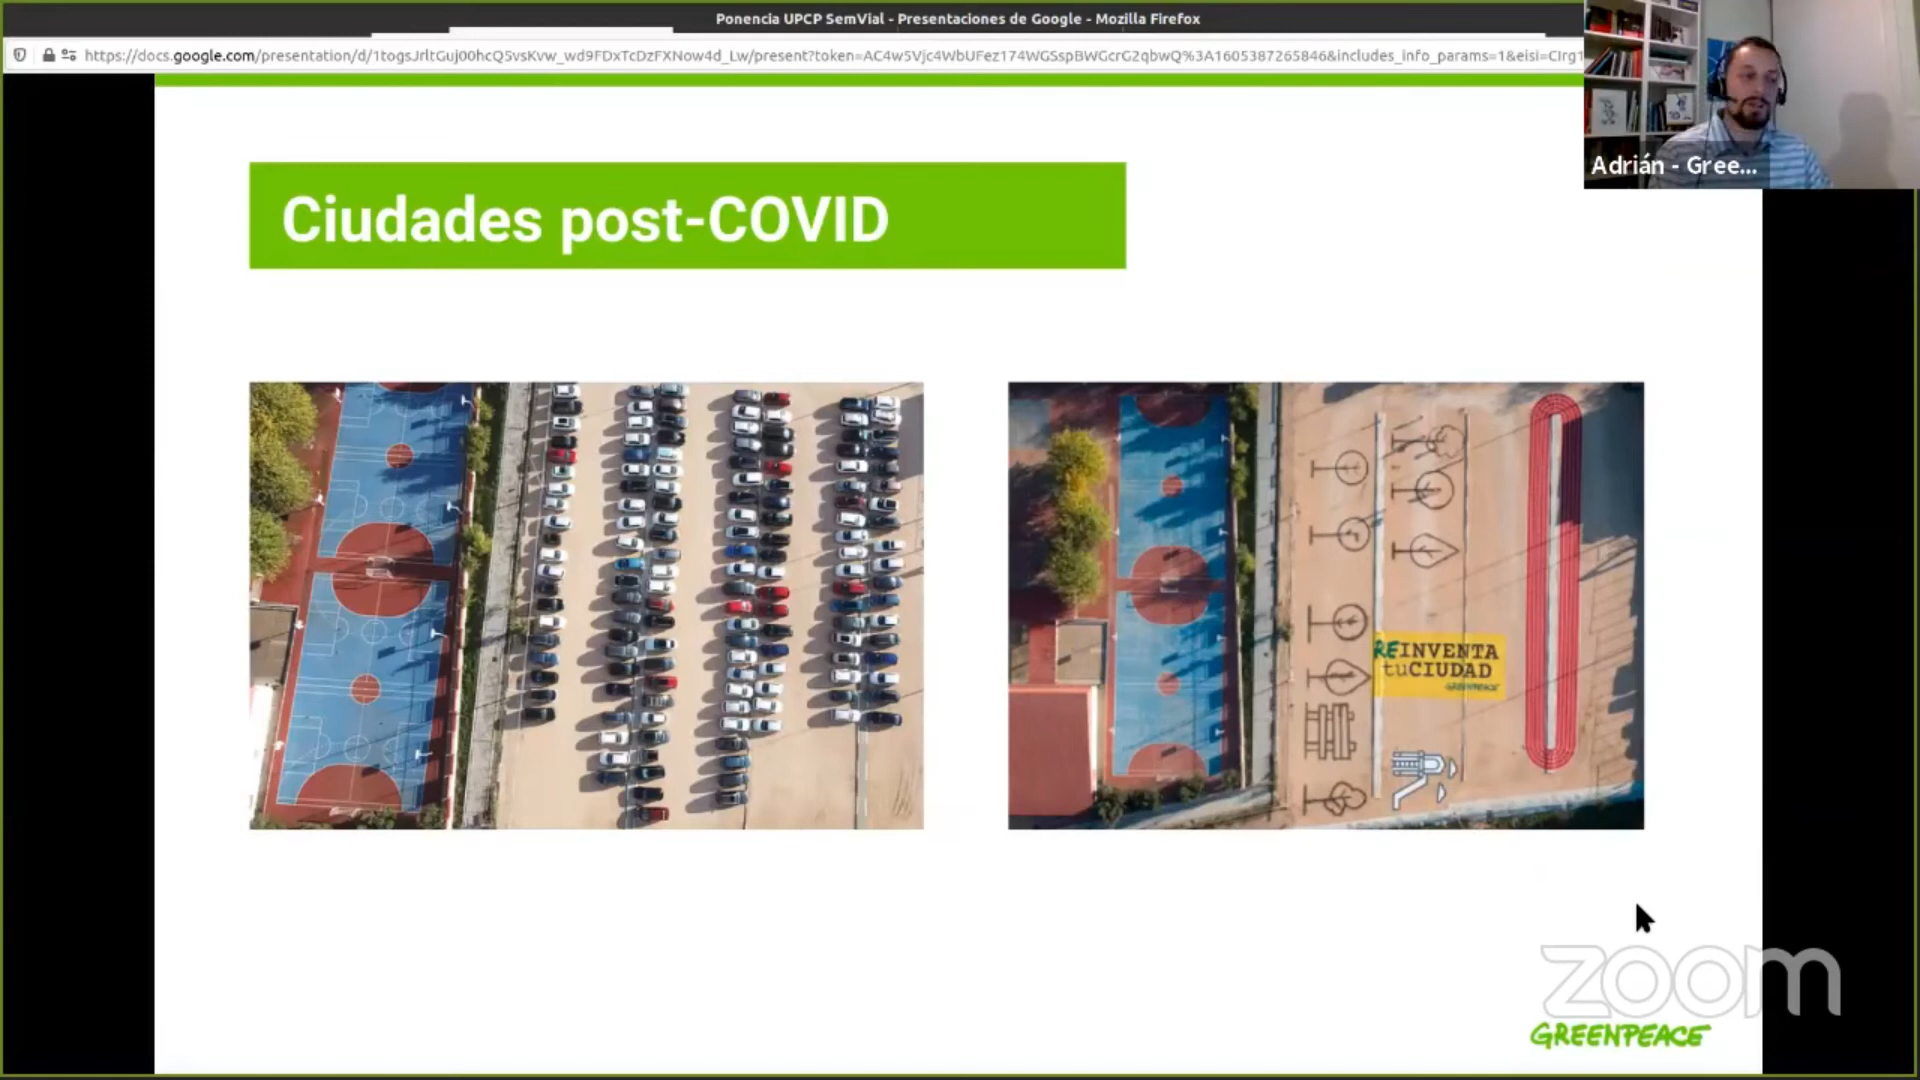 Ponencia UPCP SemVial - Presentaciones de Google - Mozilla Firefox
https://docs.google.com/presentation/d/1togsJrltGuj00hcQ5vsKvw_wd9FDxTcDzFXNow4d_Lw/present?token=AC4w5Vjc4WbUFez174WGSspBWGcrG2qbwQ%3A1605387265846&includes_info_params=1&eisi=CIrg1
Adrián - Gree...
Ciudades post-COVID
REINVENTA
tuCIUDAD
GREENPEACE
zoom
GREENPEACE